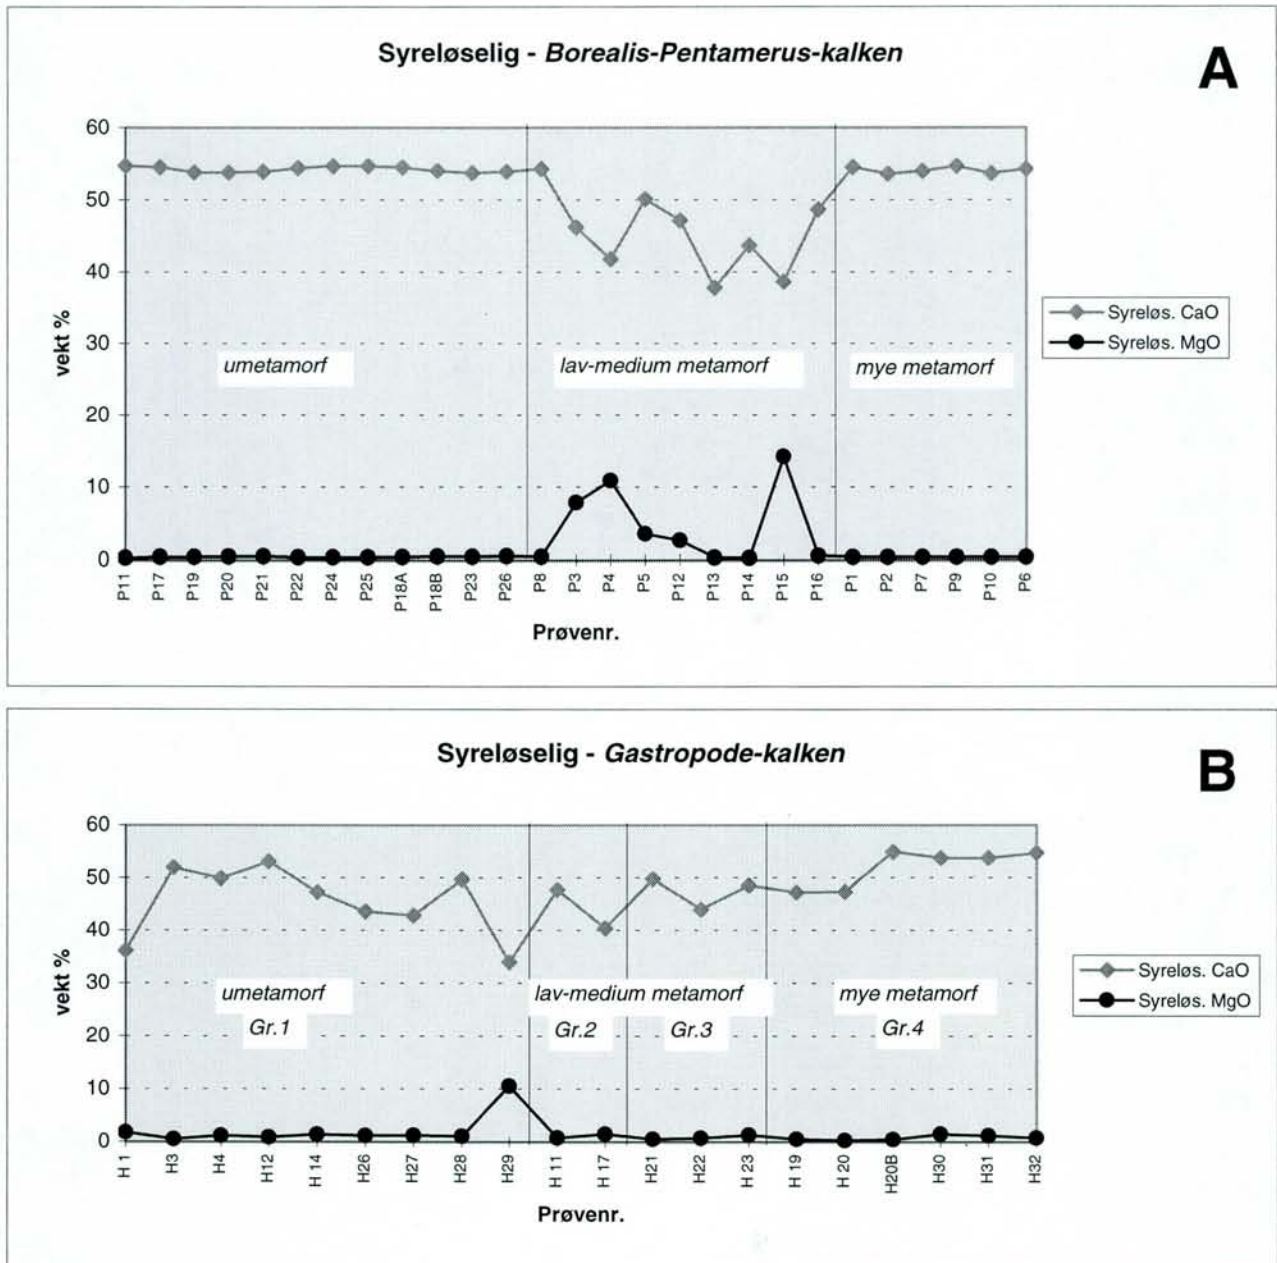 Syreløselig - Borealis-Pentamerus-kalken
A
60
50
40
30
20
10
0
vekt %
umetamorf
lav-medium metamorf
mye metamorf
Syreløs. CaO
Syreløs. MgO
P11 P17 P19 P20 P21 P22 P24 P25 P18A P18B P23 P26 P8 P3 P4 P5 P12 P13 P14 P15 P16 P1 P2 P7 P9 P10 P6
Prøvenr.
Syreløselig - Gastropode-kalken
B
60
50
40
30
20
10
0
vekt %
umetamorf
lav-medium metamorf
mye metamorf
Gr.1
Gr.2
Gr.3
Gr.4
Syreløs. CaO
Syreløs. MgO
H 1 H3 H4 H12 H 14 H26 H27 H28 H29 H 11 H 17 H21 H22 H 23 H 19 H 20 H20B H30 H31 H32
Prøvenr.